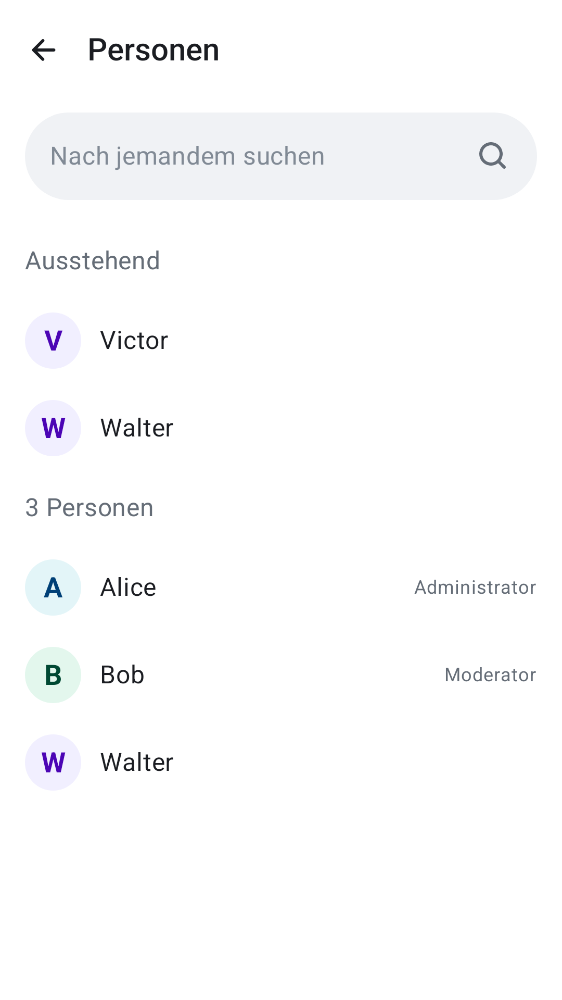 Personen
Nach jemandem suchen
Ausstehend
V Victor
W Walter
3 Personen
A Alice Administrator
B Bob Moderator
W Walter